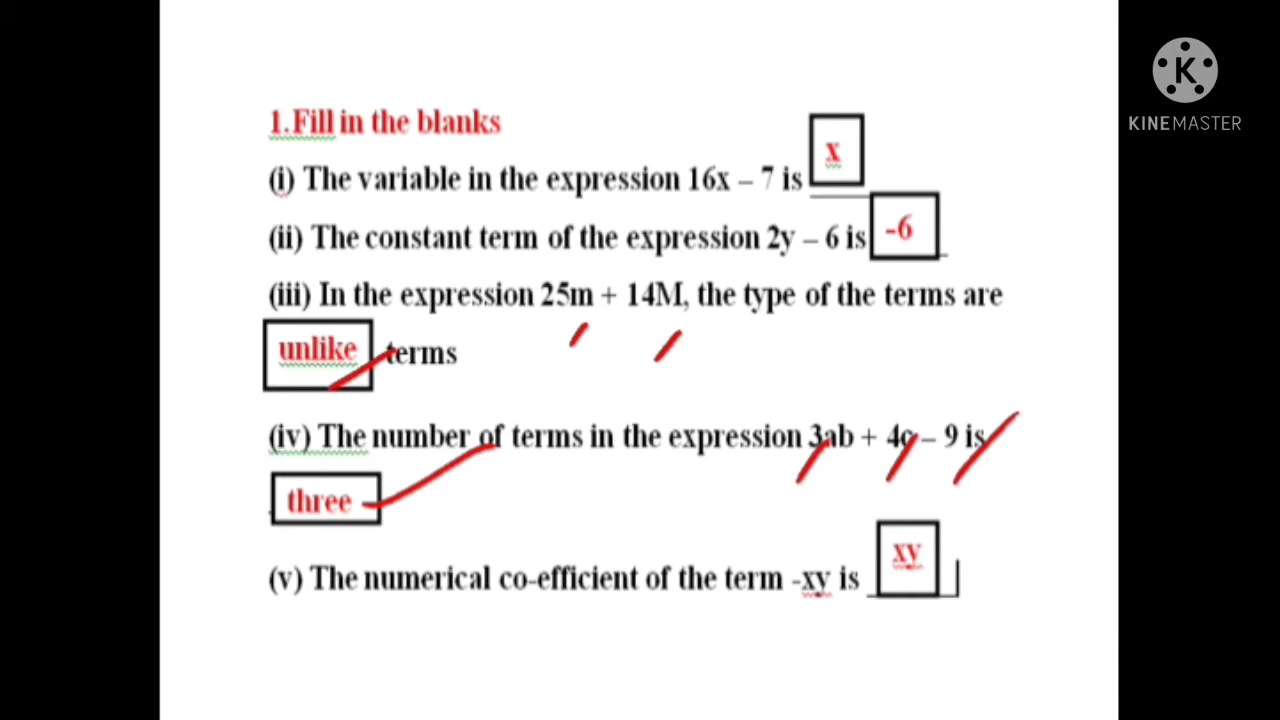 1.Fill in the blanks
(i) The variable in the expression 16x – 7 is x
(ii) The constant term of the expression 2y – 6 is -6
(iii) In the expression 25m + 14M, the type of the terms are
unlike terms
(iv) The number of terms in the expression 3ab + 4c – 9 is
three
(v) The numerical co-efficient of the term -xy is xy
K
KINEMASTER